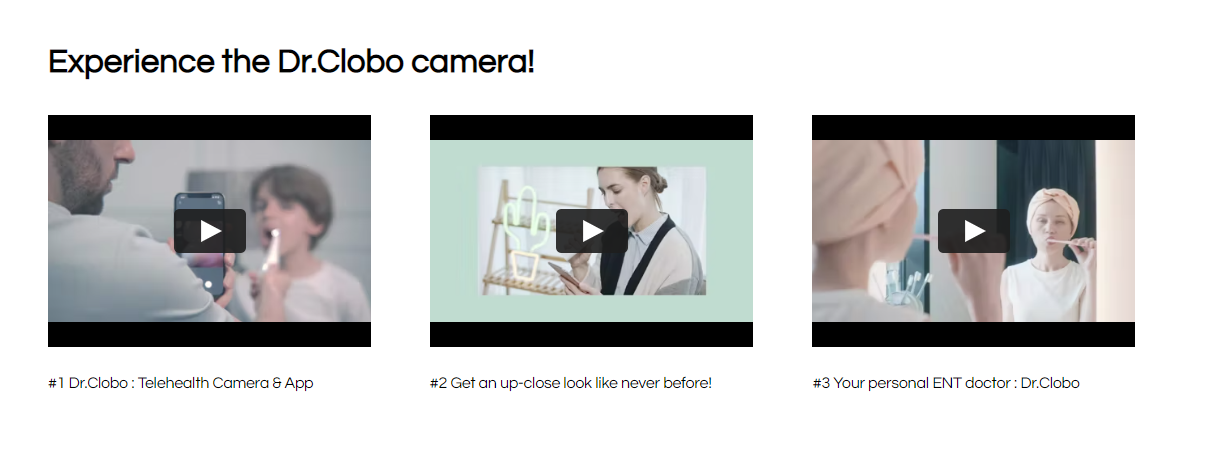 Experience the Dr.Clobo camera!
#1 Dr.Clobo : Telehealth Camera & App
#2 Get an up-close look like never before!
#3 Your personal ENT doctor : Dr.Clobo